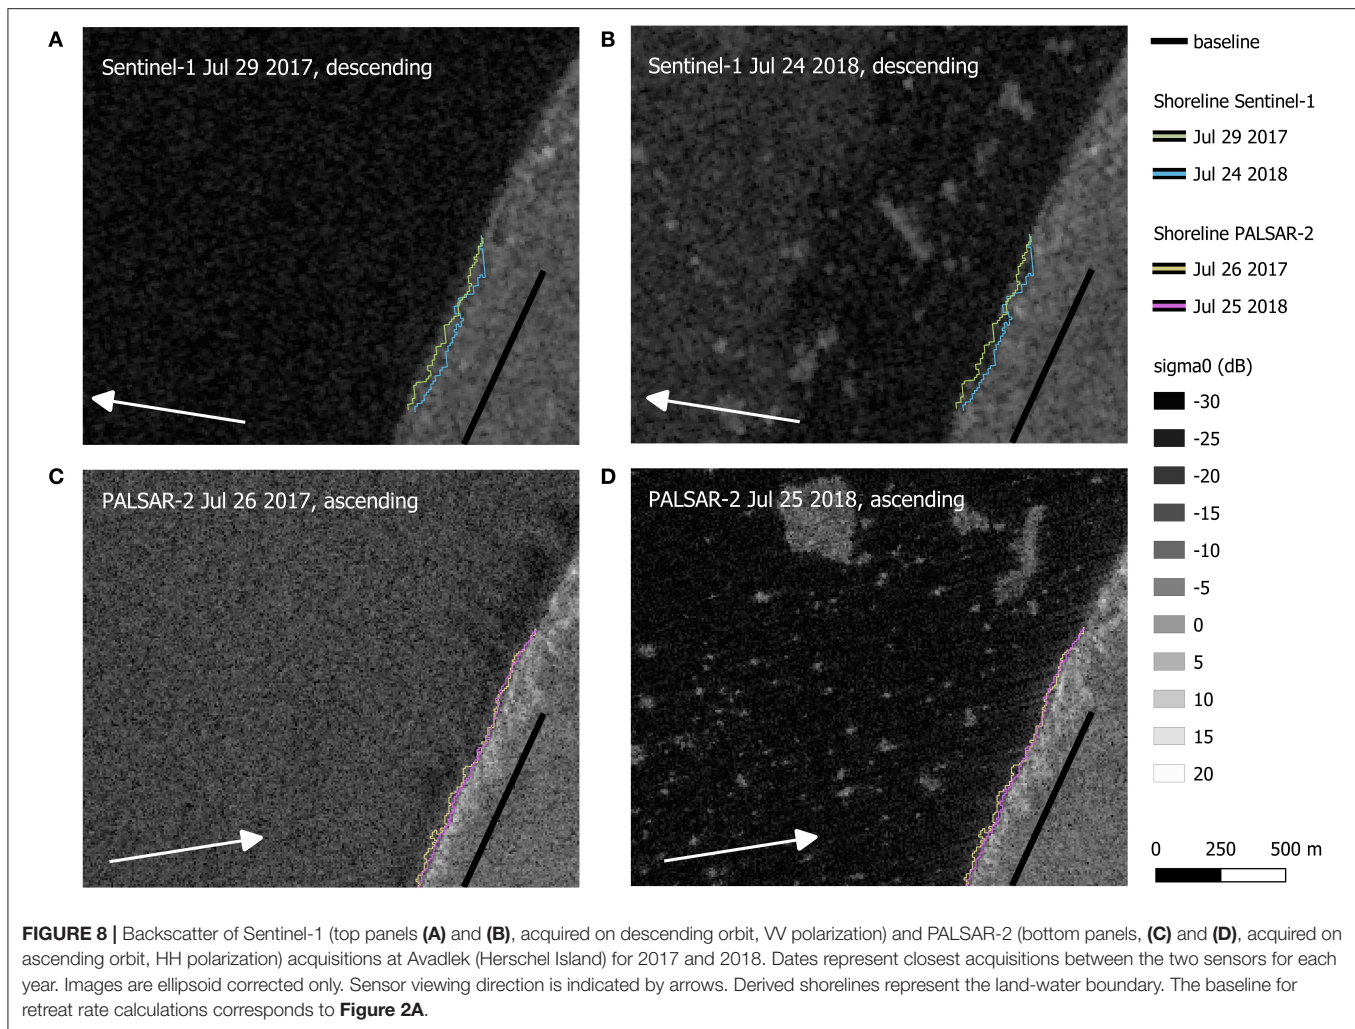 A
Sentinel-1 Jul 29 2017, descending
B
Sentinel-1 Jul 24 2018, descending
baseline
Shoreline Sentinel-1
Jul 29 2017
Jul 24 2018
Shoreline PALSAR-2
Jul 26 2017
Jul 25 2018
sigma0 (dB)
-30
-25
-20
-15
-10
-5
0
5
10
15
20
C
PALSAR-2 Jul 26 2017, ascending
D
PALSAR-2 Jul 25 2018, ascending
0 250 500 m
FIGURE 8 | Backscatter of Sentinel-1 (top panels (A) and (B), acquired on descending orbit, VV polarization) and PALSAR-2 (bottom panels, (C) and (D), acquired on
ascending orbit, HH polarization) acquisitions at Avadlek (Herschel Island) for 2017 and 2018. Dates represent closest acquisitions between the two sensors for each
year. Images are ellipsoid corrected only. Sensor viewing direction is indicated by arrows. Derived shorelines represent the land-water boundary. The baseline for
retreat rate calculations corresponds to Figure 2A.